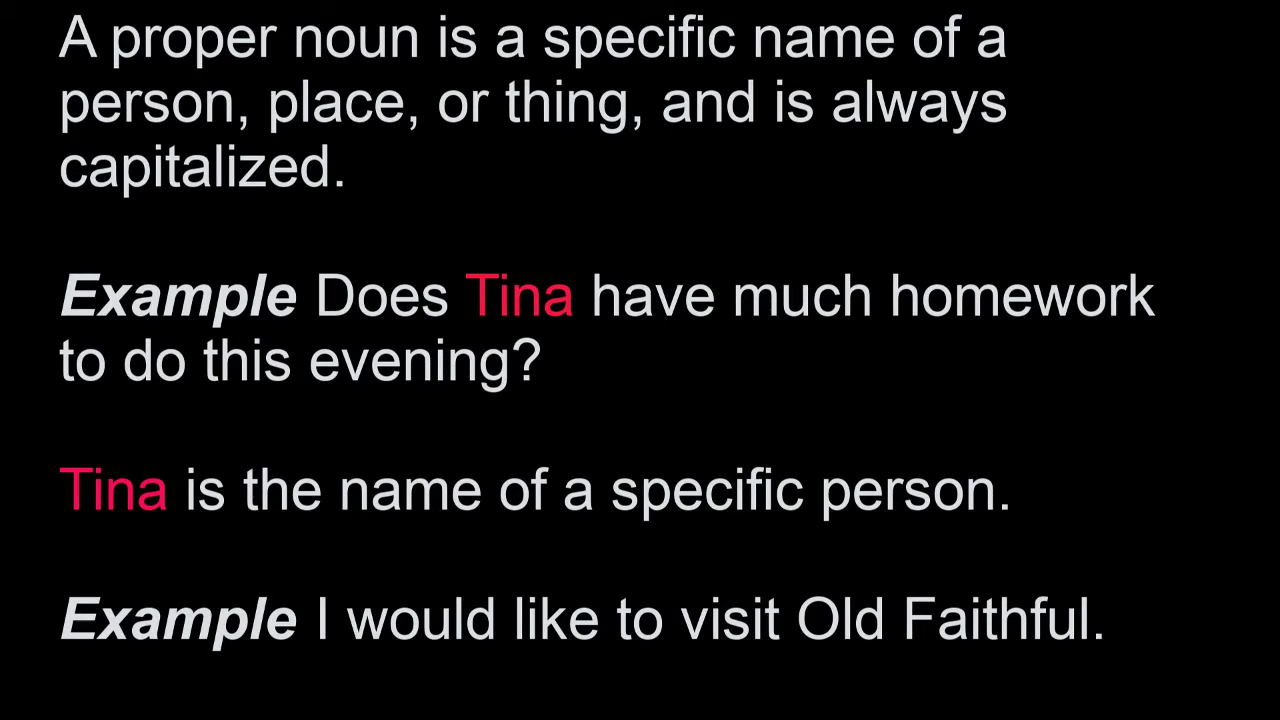 A proper noun is a specific name of a
person, place, or thing, and is always
capitalized.
Example Does Tina have much homework
to do this evening?
Tina is the name of a specific person.
Example I would like to visit Old Faithful.